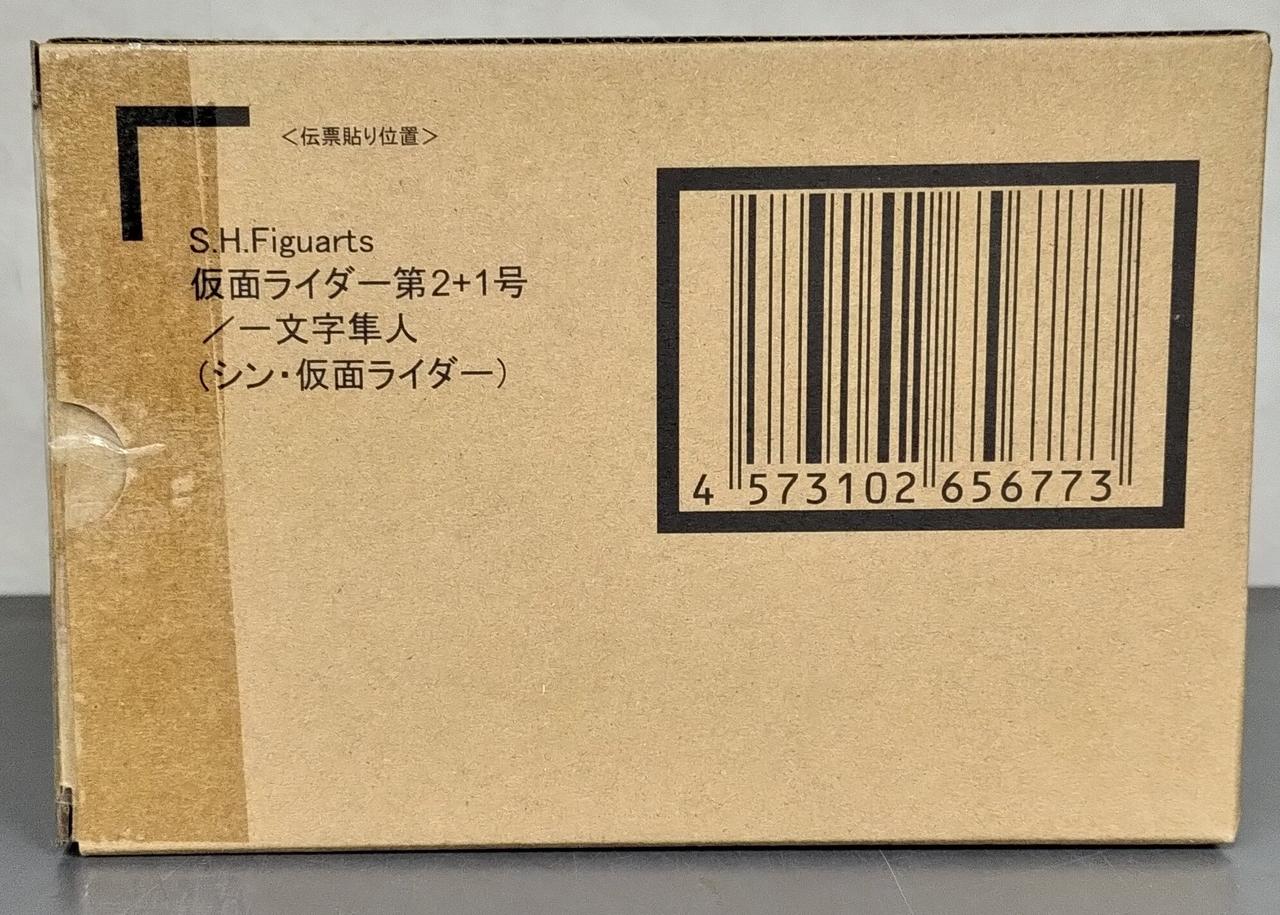 ＜伝票貼り位置＞
S.H.Figuarts
仮面ライダー第2+1号
／一文字隼人
（シン・仮面ライダー）
4 573102 656773